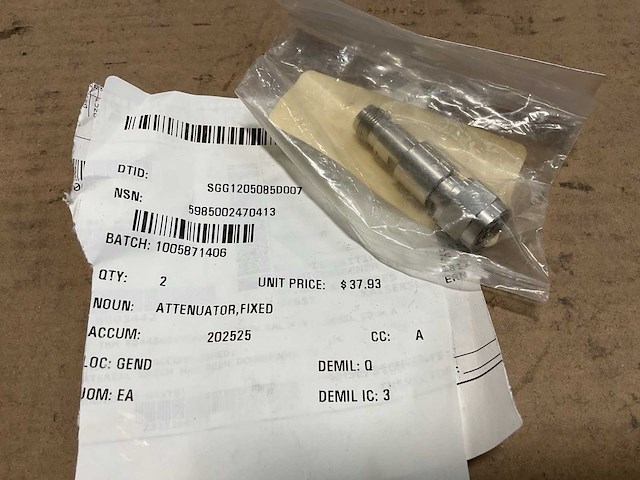 DTID: SGG1205085D007
NSN: 5985002470413
BATCH: 1005871406
QTY: 2 UNIT PRICE: $ 37.93
NOUN: ATTENUATOR,FIXED
ACCUM: 202525 CC: A
LOC: GEND DEMIL: Q
UOM: EA DEMIL IC: 3